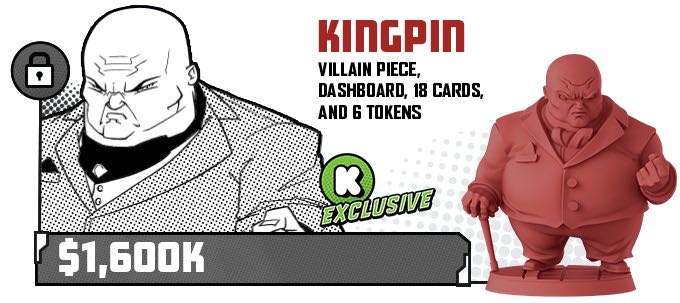 KINGPIN
VILLAIN PIECE,
DASHBOARD, 18 CARDS,
AND 6 TOKENS
K
EXCLUSIVE
$1,600K